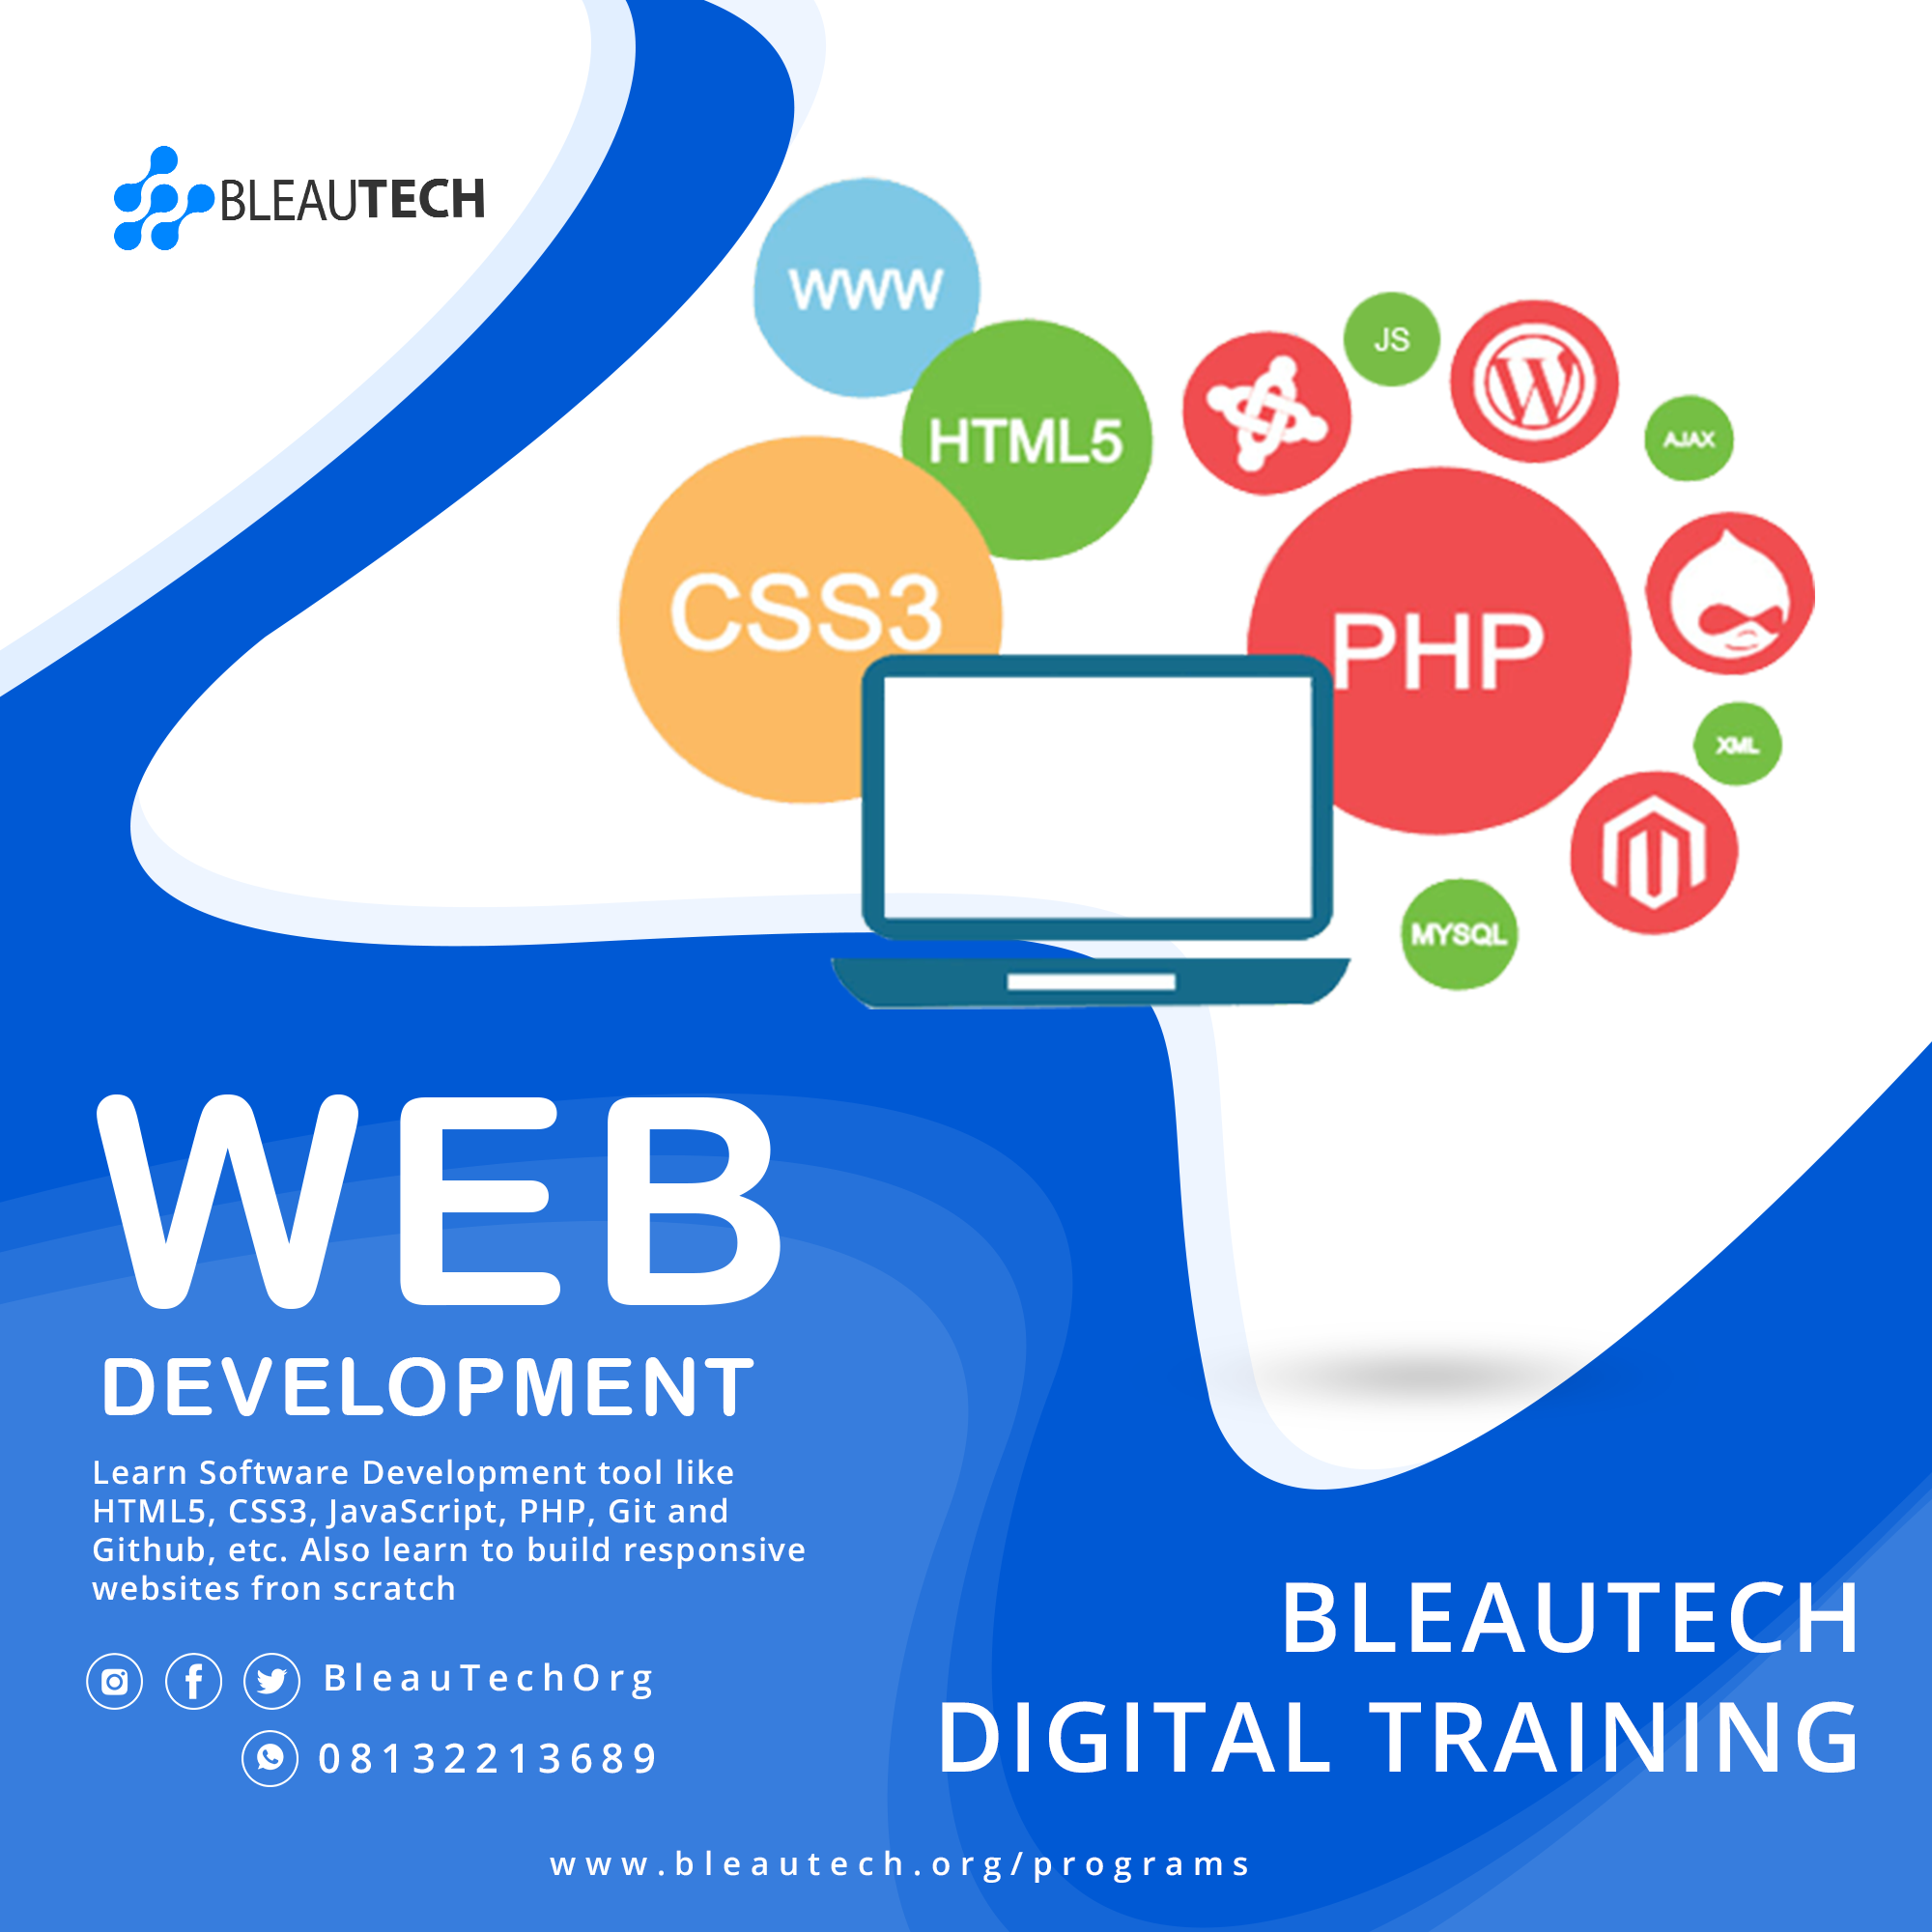 BLEAUTECH
WWW
HTML5
JS
AJAX
CSS3
PHP
XML
MYSQL
WEB
DEVELOPMENT
Learn Software Development tool like
HTML5, CSS3, JavaScript, PHP, Git and
Github, etc. Also learn to build responsive
websites fron scratch
BleauTechOrg
08132213689
BLEAUTECH
DIGITAL TRAINING
www.bleautech.org/programs